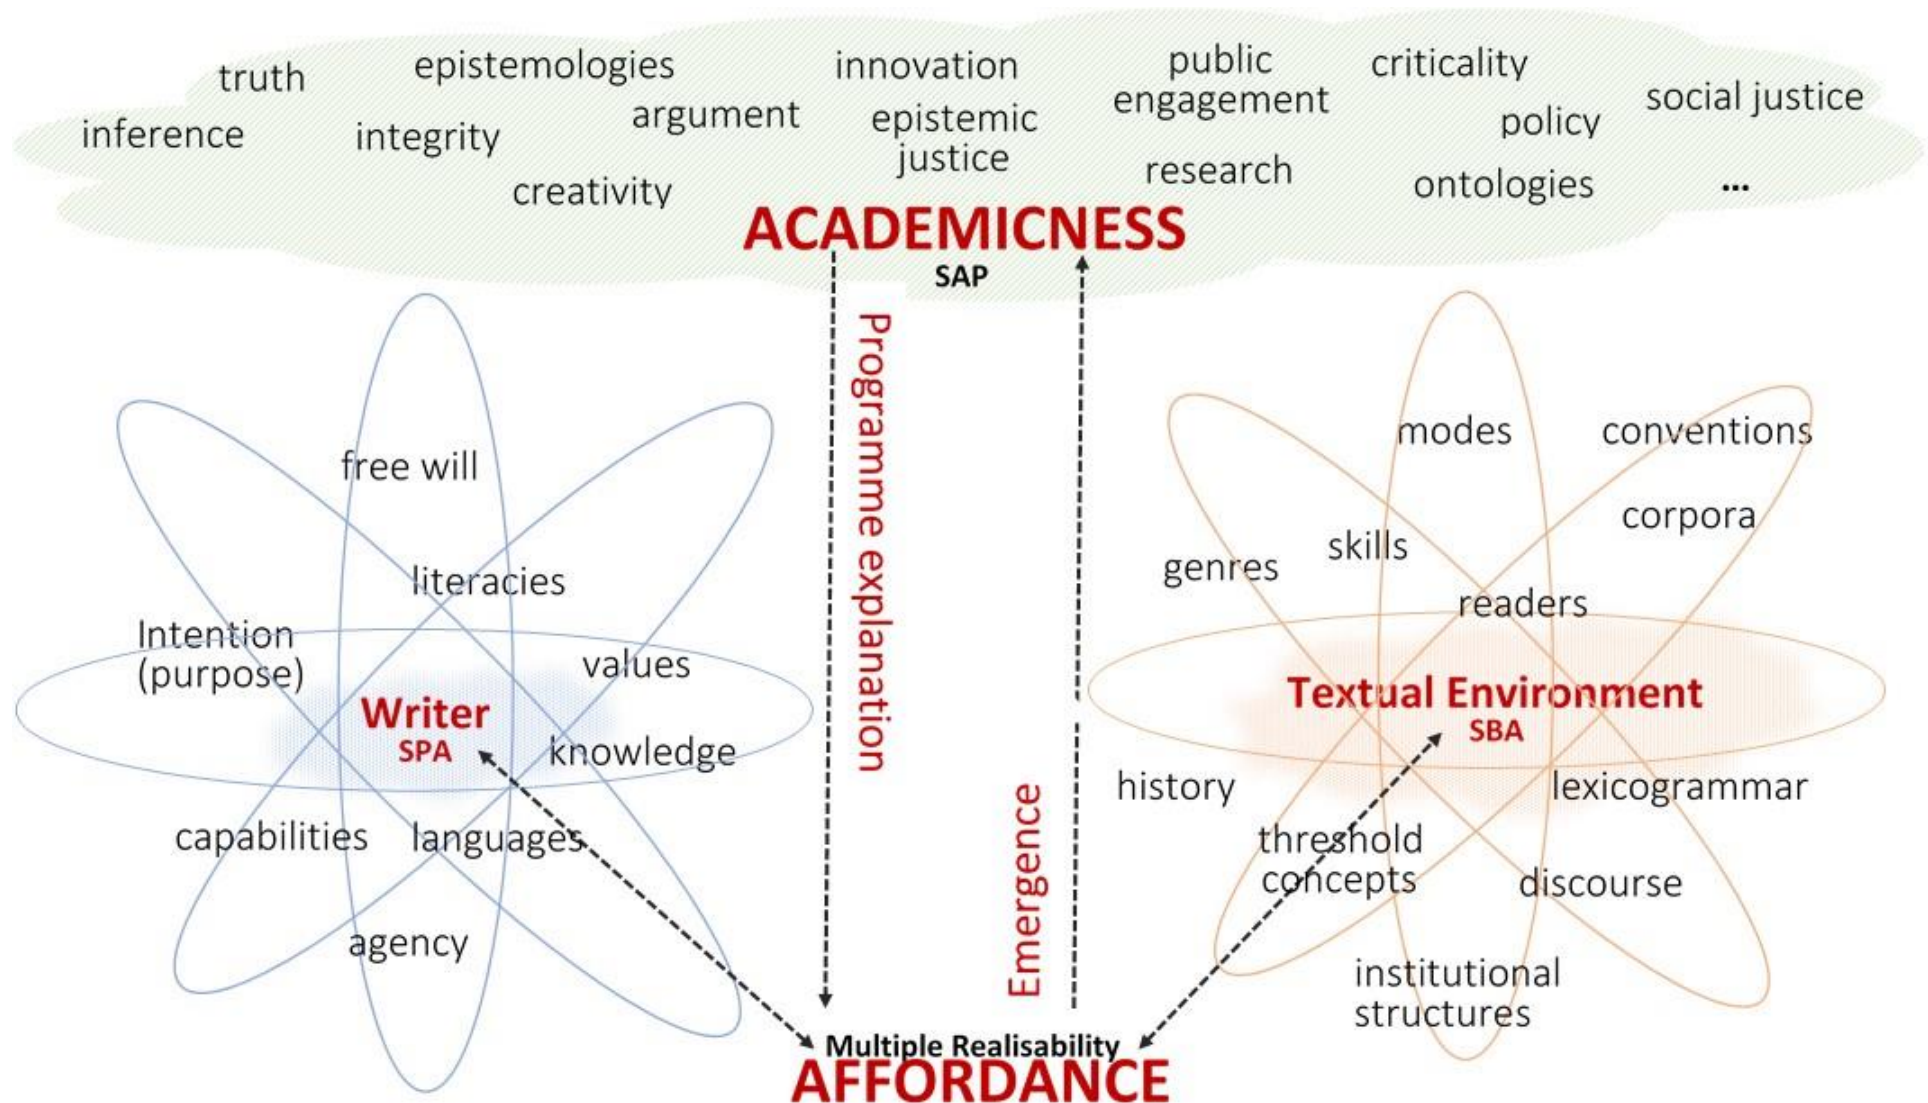 truth
epistemologies
innovation
public
engagement
criticality
social justice
inference
integrity
argument
epistemic
justice
policy
creativity
research
ontologies
...
ACADEMICNESS
SAP
Programme explanation
Emergence
free will
literacies
Intention
(purpose)
values
Writer
SPA
knowledge
capabilities
languages
agency
modes
conventions
corpora
skills
genres
readers
Textual Environment
SBA
history
lexicogrammar
threshold
concepts
discourse
institutional
structures
Multiple Realisability
AFFORDANCE